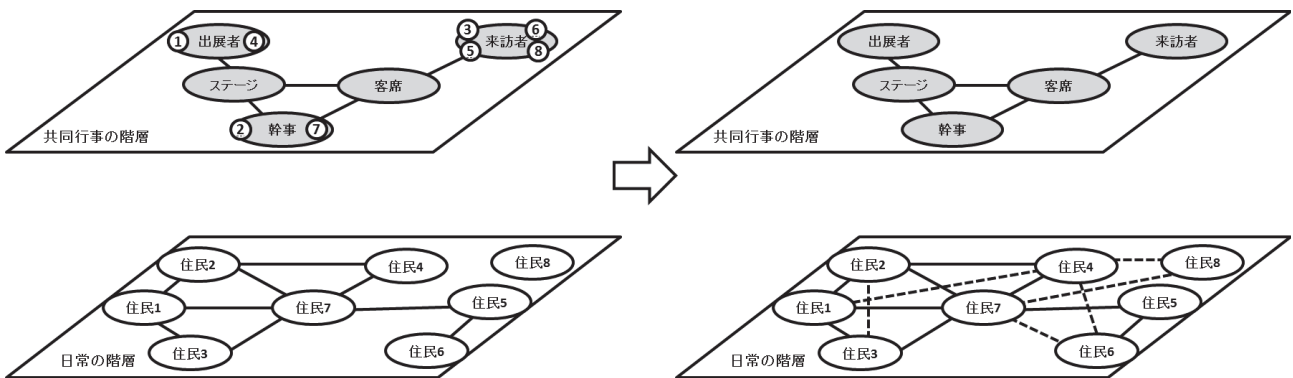 ① 出展者 ④
③ ⑥
来訪者
⑤ ⑧
ステージ 客席
② 幹事 ⑦
共同行事の階層
出展者 来訪者
ステージ 客席
幹事
共同行事の階層
住民2 住民4 住民8
住民1 住民7 住民5
住民3 住民6
日常の階層
住民2 住民4 住民8
住民1 住民7 住民5
住民3 住民6
日常の階層